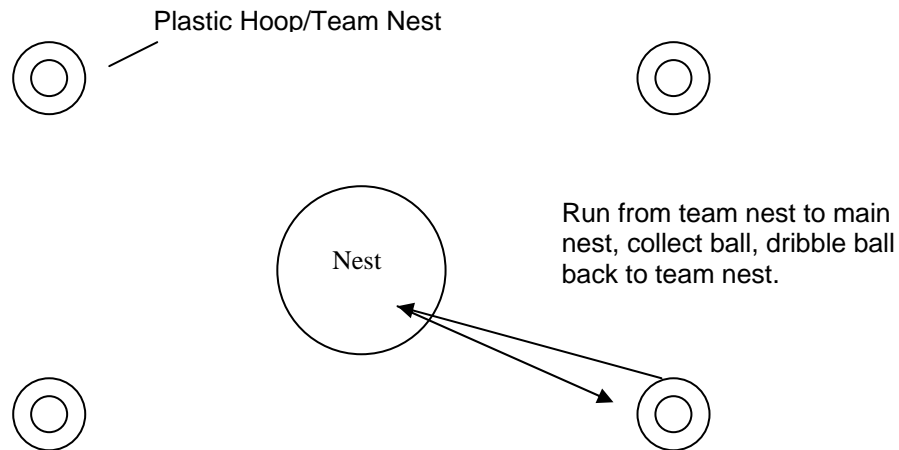 Plastic Hoop/Team Nest
Run from team nest to main
nest, collect ball, dribble ball
back to team nest.
Nest